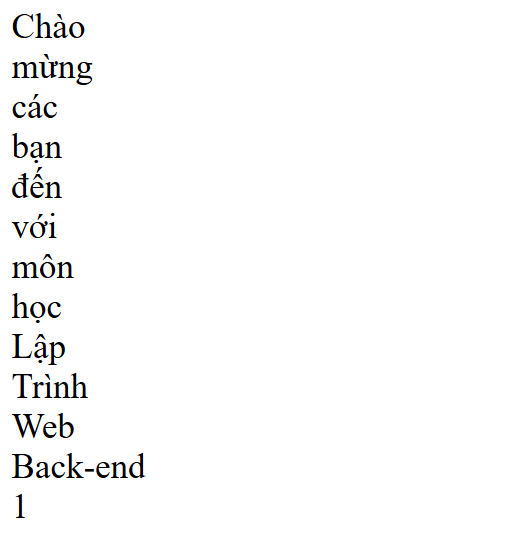 Chào
mừng
các
bạn
đến
với
môn
học
Lập
Trình
Web
Back-end
1